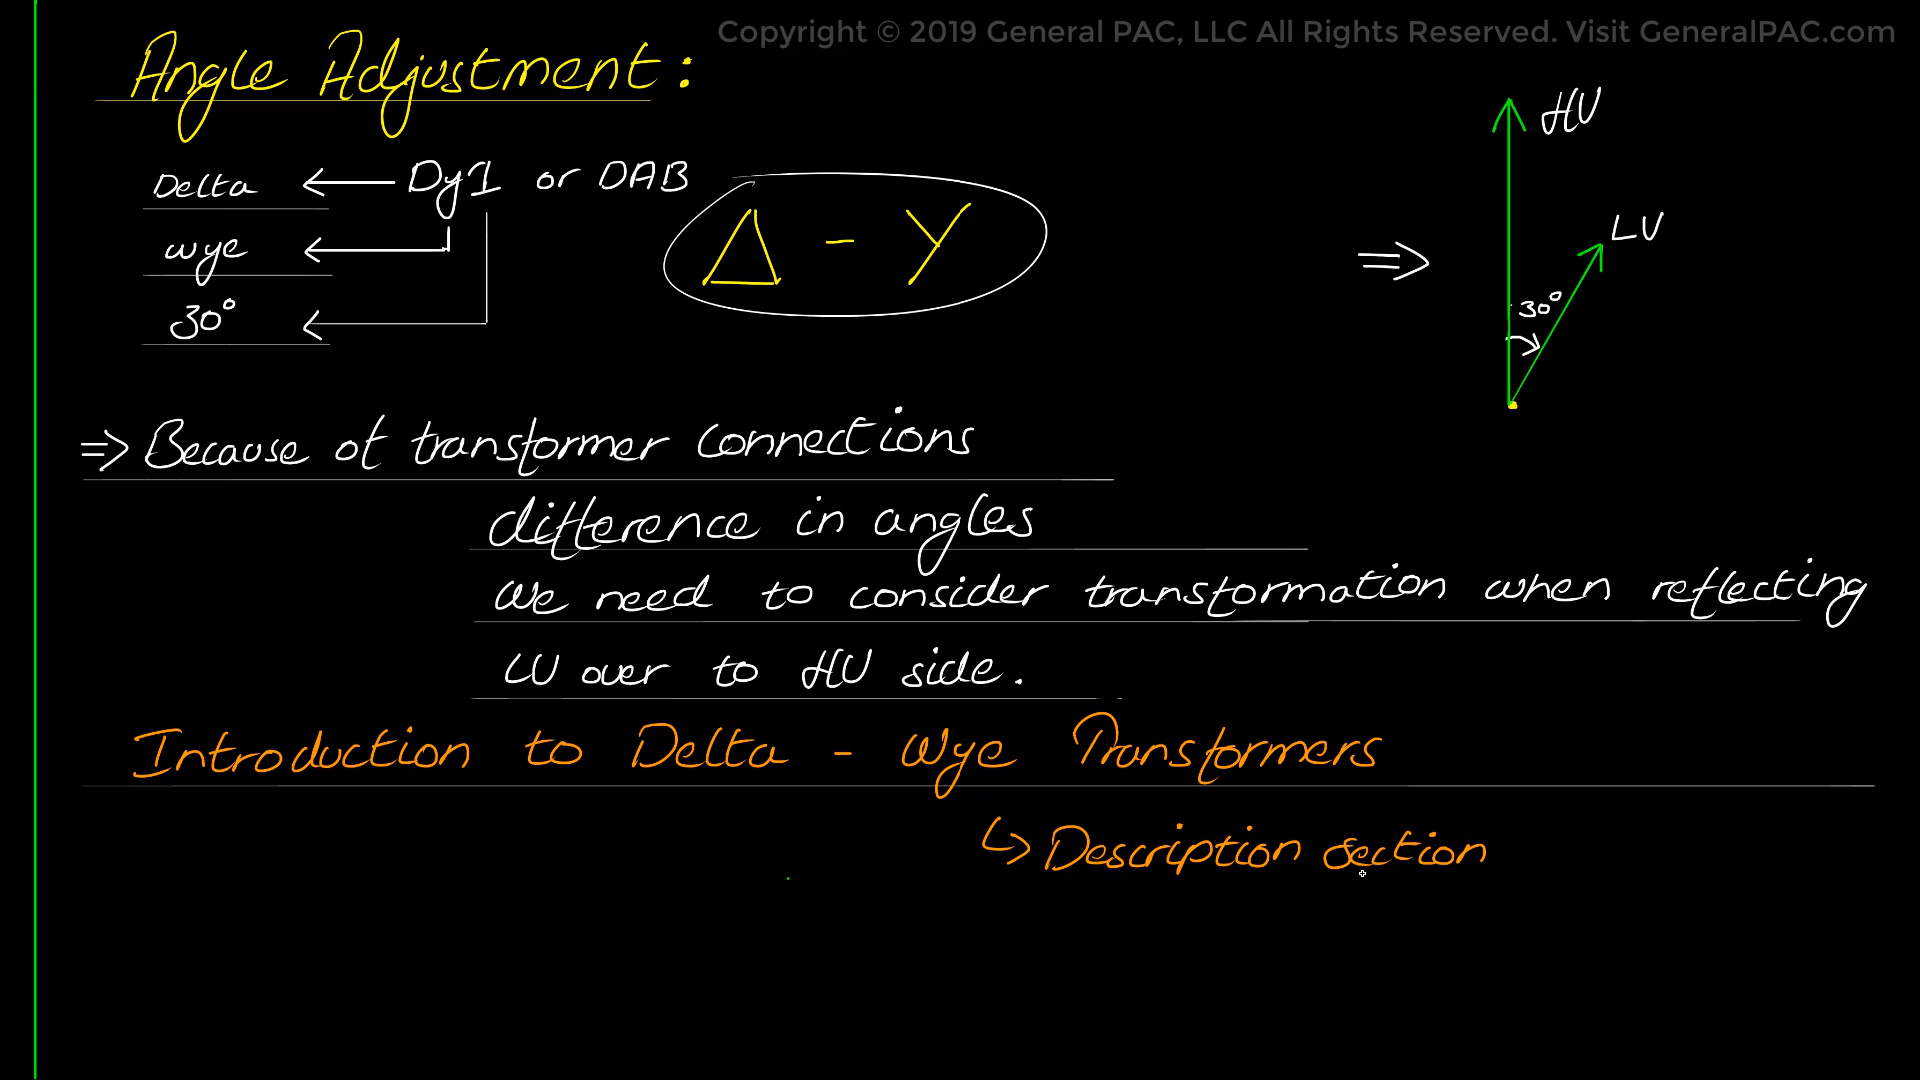 Copyright © 2019 General PAC, LLC All Rights Reserved. Visit GeneralPAC.com
Angle Adjustment:
Delta ← Dy1 or DAB
wye ←
30° ←
Δ - Y
⇒
HV
LV
30°
⇒ Because of transformer connections
difference in angles
we need to consider transformation when reflecting
LV over to HV side.
Introduction to Delta - Wye Transformers
↳ Description section